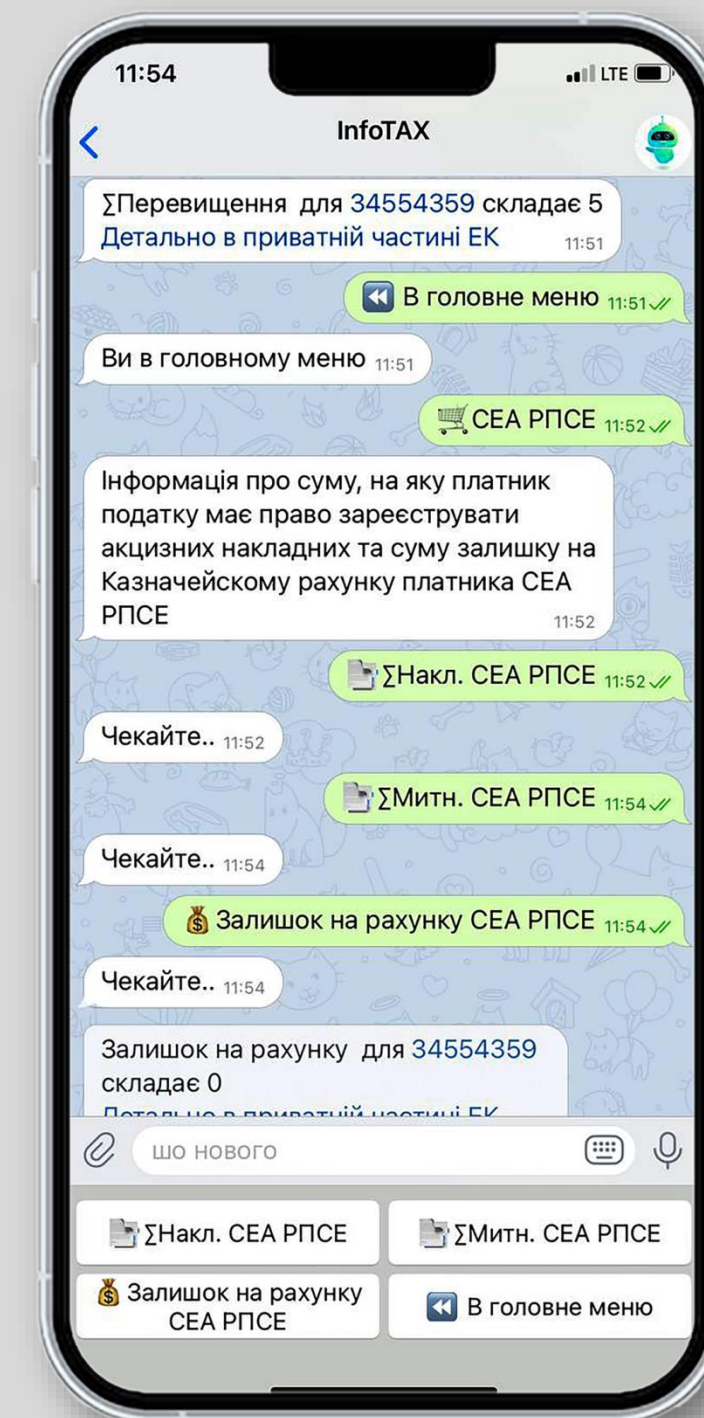 11:54
LTE
InfoTAX
∑Перевищення для 34554359 складає 5
Детально в приватній частині ЕК 11:51
В головне меню 11:51
Ви в головному меню 11:51
СЕА РПСЕ 11:52
Інформація про суму, на яку платник
податку має право зареєструвати
акцизних накладних та суму залишку на
Казначейскому рахунку платника СЕА
РПСЕ 11:52
∑Накл. СЕА РПСЕ 11:52
Чекайте.. 11:52
∑Митн. СЕА РПСЕ 11:54
Чекайте.. 11:54
Залишок на рахунку СЕА РПСЕ 11:54
Чекайте.. 11:54
Залишок на рахунку для 34554359
складає 0
Детально в приватній частині ЕК
шо нового
∑Накл. СЕА РПСЕ
∑Митн. СЕА РПСЕ
Залишок на рахунку
СЕА РПСЕ
В головне меню